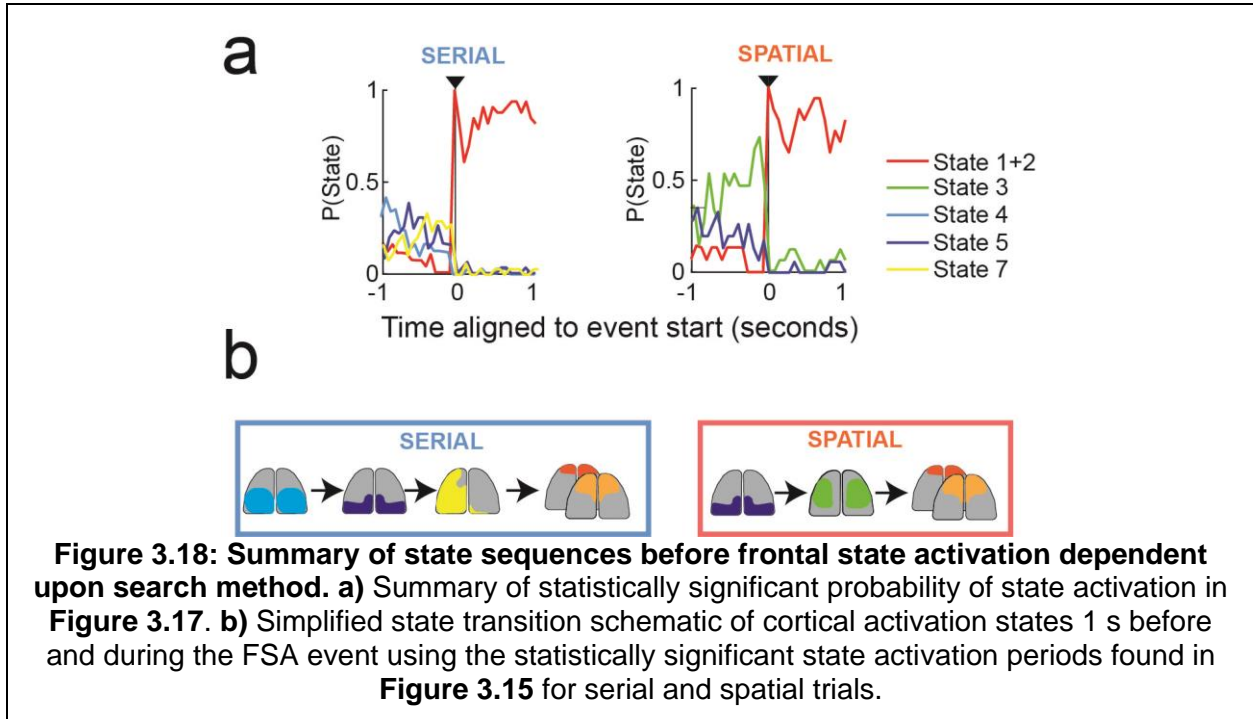 a
SERIAL
SPATIAL
1
0.5
0
P(State)
-1
0
1
1
0.5
0
P(State)
-1
0
1
State 1+2
State 3
State 4
State 5
State 7
Time aligned to event start (seconds)
b
SERIAL
SPATIAL
Figure 3.18: Summary of state sequences before frontal state activation dependent
upon search method. a) Summary of statistically significant probability of state activation in
Figure 3.17. b) Simplified state transition schematic of cortical activation states 1 s before
and during the FSA event using the statistically significant state activation periods found in
Figure 3.15 for serial and spatial trials.